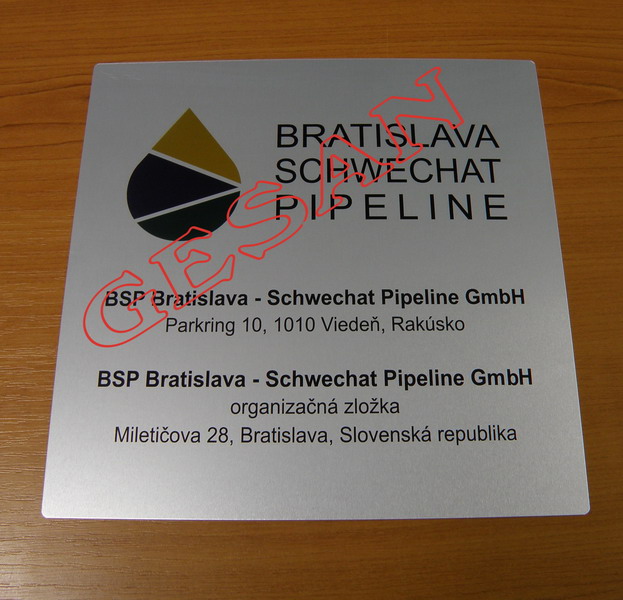 BRATISLAVA
SCHWECHAT
PIPELINE
GESAN
BSP Bratislava - Schwechat Pipeline GmbH
Parkring 10, 1010 Viedeň, Rakúsko
BSP Bratislava - Schwechat Pipeline GmbH
organizačná zložka
Miletičova 28, Bratislava, Slovenská republika